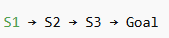 S1 → S2 → S3 → Goal